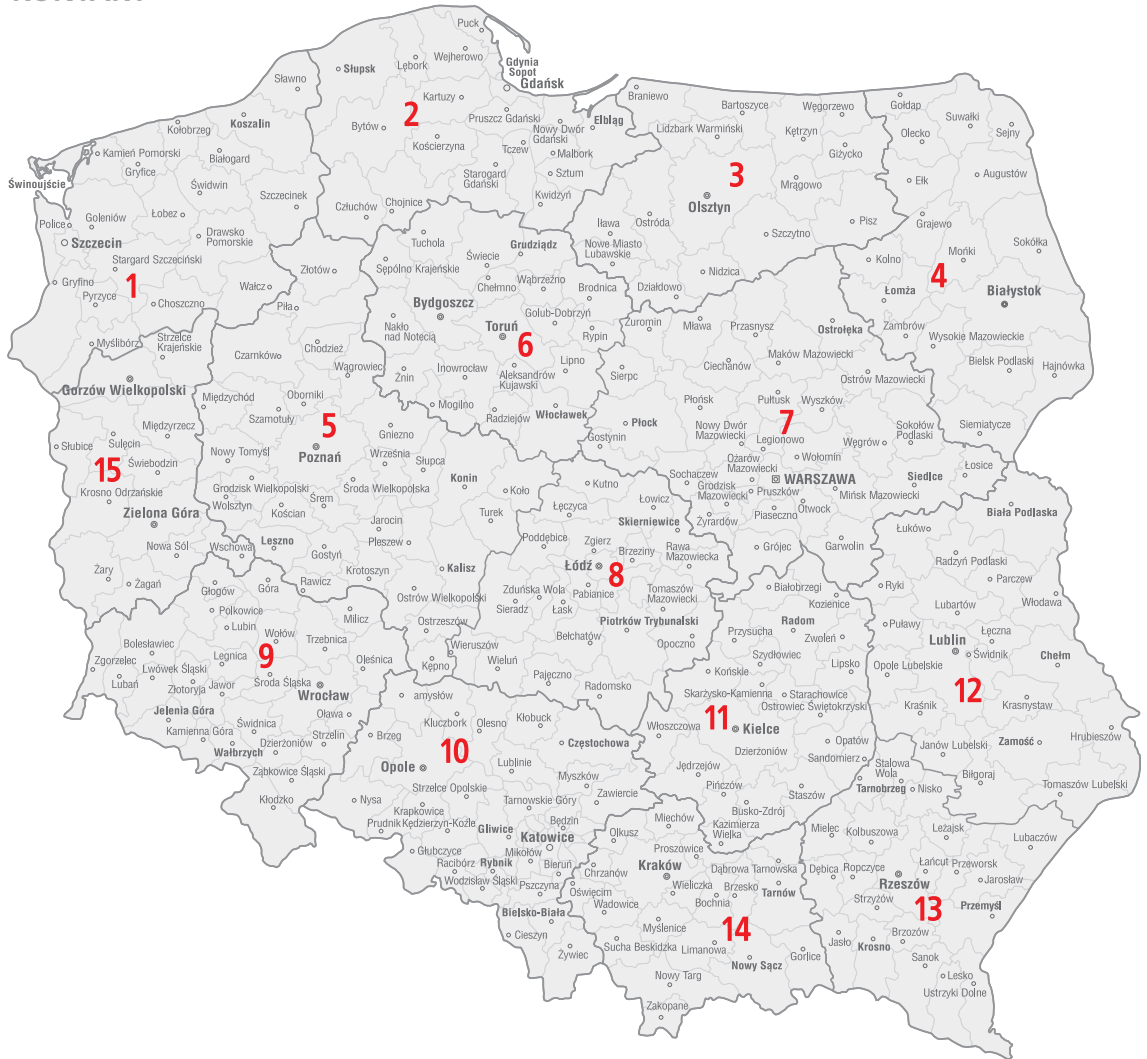 Puck
Wejherowo
Lębork
Słupsk
Gdynia
Sopot
Gdańsk
Sławno
Kartuzy
2
Koszalin
Kołobrzeg
Bytów
Pruszcz Gdański
Kościerzyna
Nowy Dwór
Gdański
Elbląg
Tczew
Malbork
Starogard
Gdański
Sztum
Kwidzyń
Człuchów
Chojnice
Braniewo
Bartoszyce
Węgorzewo
Lidzbark Warmiński
Kętrzyn
Giżycko
3
Mrągowo
Olsztyn
Iława
Ostróda
Nowe Miasto
Lubawskie
Szczytno
Pisz
Nidzica
Działdowo
Gołdap
Suwałki
Olecko
Sejny
Ełk
Augustów
Grajewo
Sokółka
Kolno
Mońki
4
Łomża
Białystok
Zambrów
Wysokie Mazowieckie
Bielsk Podlaski
Hajnówka
Siemiatycze
Kamień Pomorski
Gryfice
Białogard
Świnoujście
Świdwin
Szczecinek
Goleniów
Łobez
Police
Szczecin
Drawsko
Pomorskie
Stargard Szczeciński
Gryfino
1
Pyrzyce
Choszczno
Wałcz
Myślibórz
Złotów
Piła
Czarnków
Chodzież
Wągrowiec
Międzychód
Oborniki
Szamotuły
5
Poznań
Gniezno
Nowy Tomyśl
Września
Słupca
Konin
Grodzisk Wielkopolski
Wolsztyn
Środa Wielkopolska
Śrem
Koło
Kościan
Turek
Jarocin
Leszno
Gostyń
Pleszew
Kalisz
Rawicz
Krotoszyn
Ostrów Wielkopolski
Ostrzeszów
Kępno
Tuchola
Grudziądz
Sępólno Krajeńskie
Świecie
Chełmno
Wąbrzeźno
Brodnica
Bydgoszcz
Golub-Dobrzyń
Toruń
6
Nakło
nad Notecią
Rypin
Lipno
Inowrocław
Aleksandrów
Kujawski
Żnin
Mogilno
Radziejów
Włocławek
Żuromin
Mława
Przasnysz
Ostrołęka
Sierpc
Ciechanów
Maków Mazowiecki
Ostrów Mazowiecki
Płońsk
Pułtusk
Wyszków
7
Płock
Gostynin
Nowy Dwór
Mazowiecki
Legionowo
Węgrów
Sokołów
Podlaski
Ożarów
Mazowiecki
Wołomin
Sochaczew
WARSZAWA
Siedlce
Łosice
Grodzisk
Mazowiecki
Pruszków
Mińsk Mazowiecki
Otwock
Żyrardów
Piaseczno
Grójec
Garwolin
Strzelce
Krajeńskie
Gorzów Wielkopolski
Międzyrzecz
Słubice
Sulęcin
15
Świebodzin
Krosno Odrzańskie
Zielona Góra
Nowa Sól
Wschowa
Żary
Żagań
Kutno
Łęczyca
Łowicz
Skierniewice
Poddębice
Zgierz
Brzeziny
Rawa
Mazowiecka
Łódź
8
Zduńska Wola
Pabianice
Tomaszów
Mazowiecki
Sieradz
Łask
Piotrków Trybunalski
Bełchatów
Opoczno
Wieruszów
Wieluń
Pajęczno
Radomsko
Głogów
Góra
Polkowice
Milicz
Lubin
Wołów
Trzebnica
Bolesławiec
9
Oleśnica
Zgorzelec
Legnica
Lwówek Śląski
Lubań
Środa Śląska
Złotoryja
Jawor
Wrocław
Jelenia Góra
Oława
Świdnica
Kamienna Góra
Strzelin
Wałbrzych
Dzierżoniów
Ząbkowice Śląski
Kłodzko
amysłów
Kluczbork
Olesno
Kłobuck
Brzeg
10
Częstochowa
Opole
Lublinie
Myszków
Strzelce Opolskie
Zawiercie
Nysa
Tarnowskie Góry
Krapkowice
Prudnik
Kędzierzyn-Koźle
Gliwice
Będzin
Katowice
Głubczyce
Mikołów
Racibórz
Rybnik
Bieruń
Wodzisław Śląski
Pszczyna
Bielsko-Biała
Cieszyn
Żywiec
Białobrzegi
Kozienice
Radom
Przysucha
Zwoleń
Szydłowiec
Końskie
Lipsko
Skarżysko-Kamienna
Starachowice
11
Ostrowiec Świętokrzyski
Włoszczowa
Kielce
Dzierżoniów
Opatów
Jędrzejów
Sandomierz
Pińczów
Staszów
Busko-Zdrój
Kazimierza
Wielka
Biała Podlaska
Łuków
Radzyń Podlaski
Parczew
Ryki
Włodawa
Lubartów
Puławy
Łęczna
Lublin
Świdnik
Chełm
Opole Lubelskie
12
Kraśnik
Krasnystaw
Zamość
Hrubieszów
Janów Lubelski
Biłgoraj
Tomaszów Lubelski
Stalowa
Wola
Tarnobrzeg
Nisko
Mielec
Kolbuszowa
Leżajsk
Lubaczów
Dębica
Ropczyce
Łańcut
Przeworsk
Rzeszów
Jarosław
Strzyżów
13
Przemyśl
Jasło
Krosno
Brzozów
Sanok
Lesko
Ustrzyki Dolne
Miechów
Olkusz
Proszowice
Kraków
Dąbrowa Tarnowska
Chrzanów
Wieliczka
Brzesko
Oświęcim
Tarnów
Bochnia
Wadowice
Myślenice
14
Sucha Beskidzka
Limanowa
Nowy Sącz
Gorlice
Nowy Targ
Zakopane